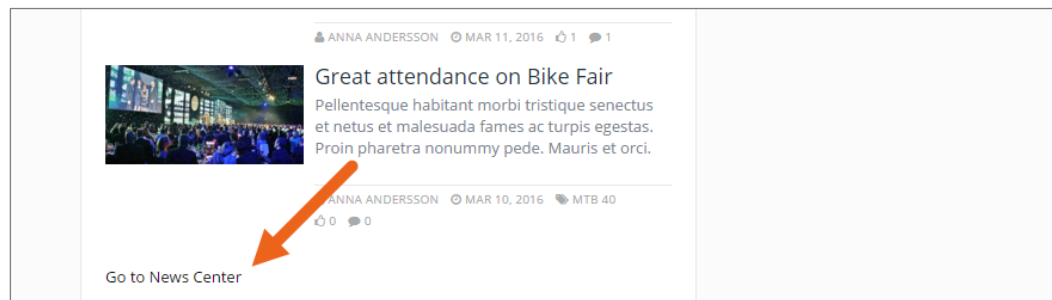 ANNA ANDERSSON MAR 11, 2016 1 1
Great attendance on Bike Fair
Pellentesque habitant morbi tristique senectus
et netus et malesuada fames ac turpis egestas.
Proin pharetra nonummy pede. Mauris et orci.
ANNA ANDERSSON MAR 10, 2016 MTB 40
0 0
Go to News Center